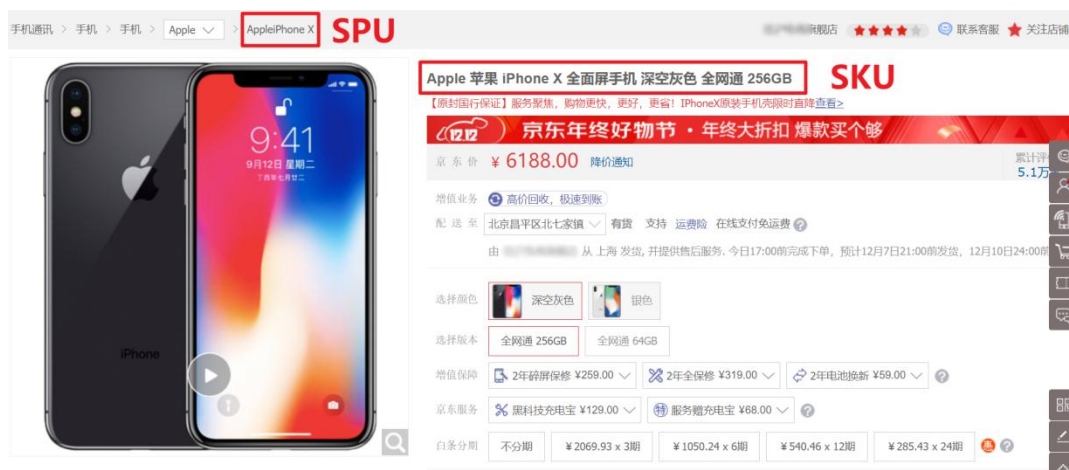 手机通讯 > 手机 > 手机 > Apple > AppleiPhone X SPU
旗舰店 联系客服 关注店铺
9:41
9月12日 星期二
iPhone
Apple 苹果 iPhone X 全面屏手机 深空灰色 全网通 256GB SKU
【原封国行保证】服务聚焦,购物更快,更好,更省!IPhoneX原装手机壳限时直降查看>
12.12 京东年终好物节·年终大折扣 爆款买个够
京东价 ¥ 6188.00 降价通知
累计评
5.1万
增值业务 高价回收,极速到账
配送至 北京昌平区北七家镇 有货 支持 运费险 在线支付免运费
由 从 上海 发货, 并提供售后服务. 今日17:00前完成下单,预计12月7日21:00前发货,12月10日24:00前
选择颜色 深空灰色 银色
选择版本 全网通 256GB 全网通 64GB
增值保障 2年碎屏保修 ¥259.00 2年全保修 ¥319.00 2年电池换新 ¥59.00
京东服务 黑科技充电宝 ¥129.00 特 服务赠充电宝 ¥68.00
白条分期 不分期 ¥2069.93 x 3期 ¥1050.24 x 6期 ¥540.46 x 12期 ¥285.43 x 24期 惠